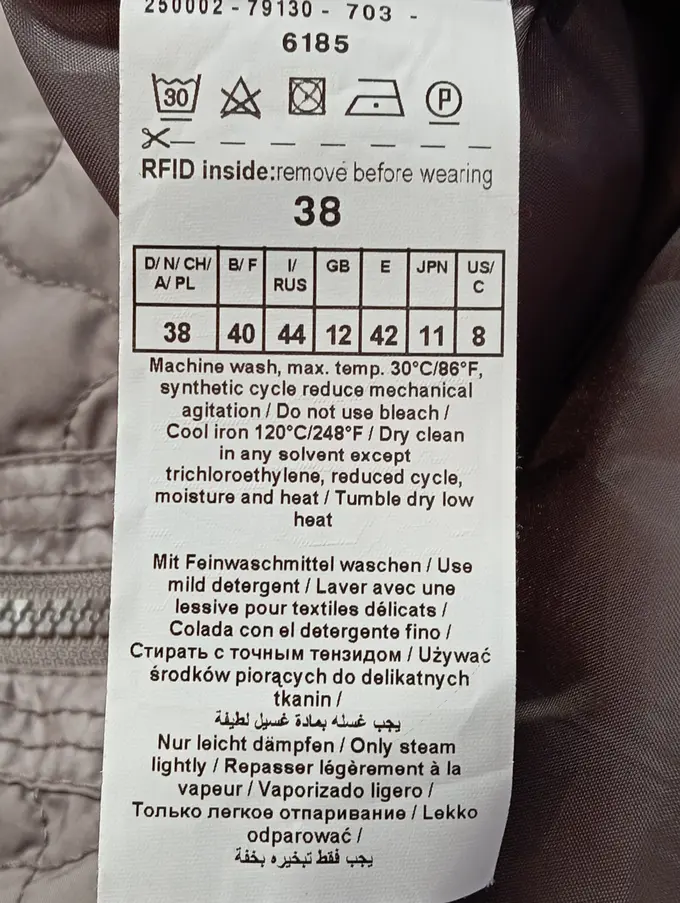 250002 - 79130 - 703 -
6185
30 P
RFID inside:remove before wearing
38
D/ N/ CH/ A/ PL B/ F I/ RUS GB E JPN US/ C
38 40 44 12 42 11 8
Machine wash, max. temp. 30°C/86°F,
synthetic cycle reduce mechanical
agitation / Do not use bleach /
Cool iron 120°C/248°F / Dry clean
in any solvent except
trichloroethylene, reduced cycle,
moisture and heat / Tumble dry low
heat
Mit Feinwaschmittel waschen / Use
mild detergent / Laver avec une
lessive pour textiles délicats /
Colada con el detergente fino /
Стирать с точным тензидом / Używać
środków piorących do delikatnych
tkanin /
يجب غسله بمادة غسيل لطيفة
Nur leicht dämpfen / Only steam
lightly / Repasser légèrement à la
vapeur / Vaporizado ligero /
Только легкое отпаривание / Lekko
odparować /
يجب فقط تبخيره بخفة